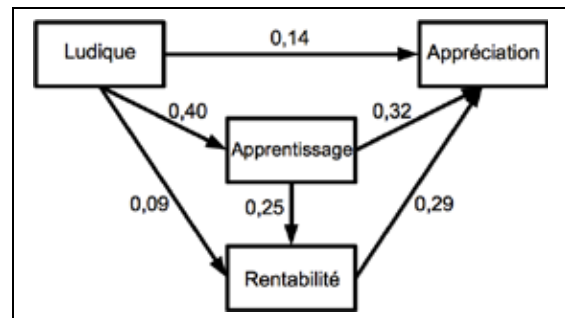 Ludique
0,14
Appréciation
0,40
0,32
Apprentissage
0,09
0,25
0,29
Rentabilité